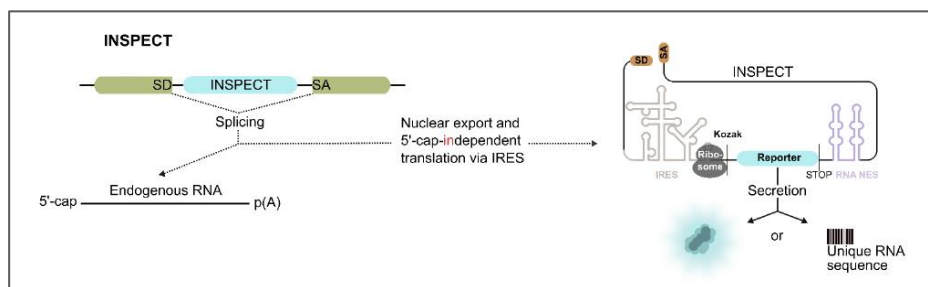 INSPECT
SD INSPECT SA
Splicing
Endogenous RNA
5'-cap p(A)
Nuclear export and
5'-cap-independent
translation via IRES
SD
SA
INSPECT
Kozak
Ribo-
some
Reporter
IRES
STOP RNA NES
Secretion
or
Unique RNA
sequence